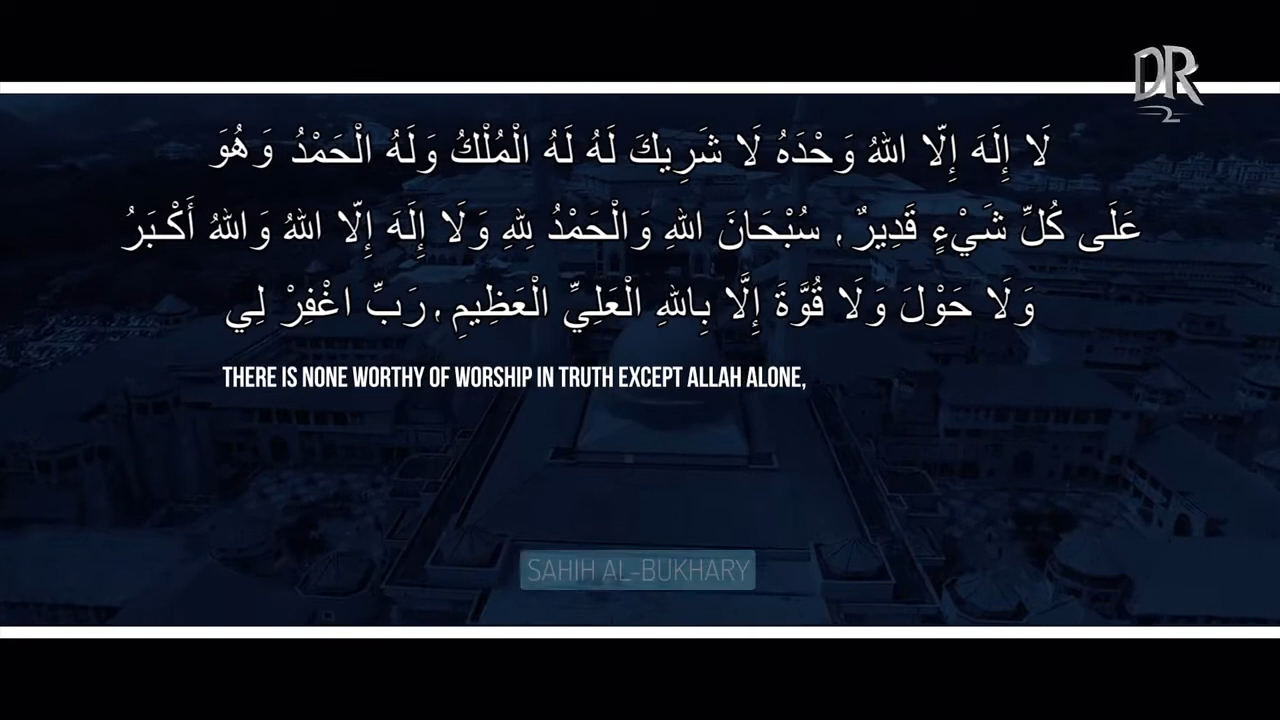 DR
2
لَا إِلَهَ إِلّا اللهُ وَحْدَهُ لَا شَرِيكَ لَهُ لَهُ الْمُلْكُ وَلَهُ الْحَمْدُ وَهُوَ
عَلَى كُلِّ شَيْءٍ قَدِيرٌ، سُبْحَانَ اللهِ وَالْحَمْدُ لِلهِ وَلَا إِلَهَ إِلّا اللهُ وَاللهُ أَكْبَرُ
وَلَا حَوْلَ وَلَا قُوَّةَ إِلَّا بِاللهِ الْعَلِيِّ الْعَظِيمِ، رَبِّ اغْفِرْ لِي
THERE IS NONE WORTHY OF WORSHIP IN TRUTH EXCEPT ALLAH ALONE,
SAHIH AL-BUKHARY